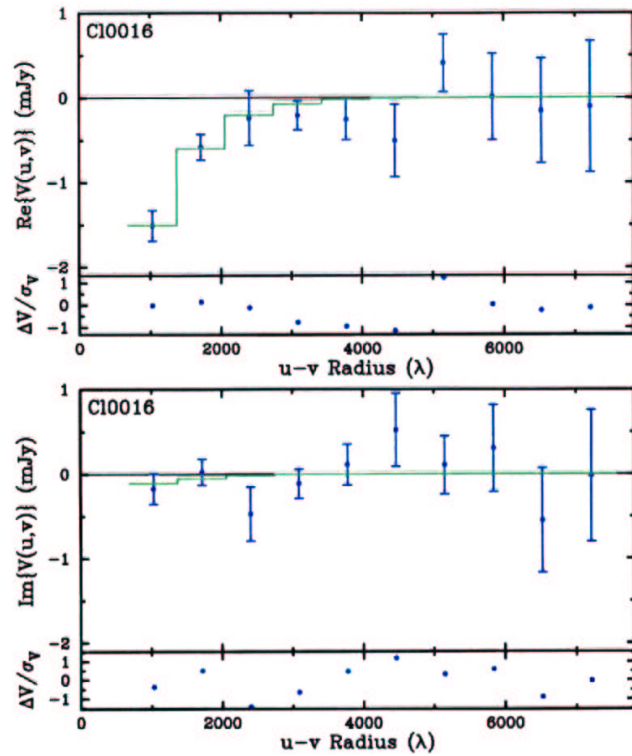 Cl0016
Re{V(u,v)} (mJy)
1
0
−1
−2
ΔV/σV
1
0
−1
0
2000
4000
6000
u−v Radius (λ)
Cl0016
Im{V(u,v)} (mJy)
1
0
−1
−2
ΔV/σV
1
0
−1
0
2000
4000
6000
u−v Radius (λ)